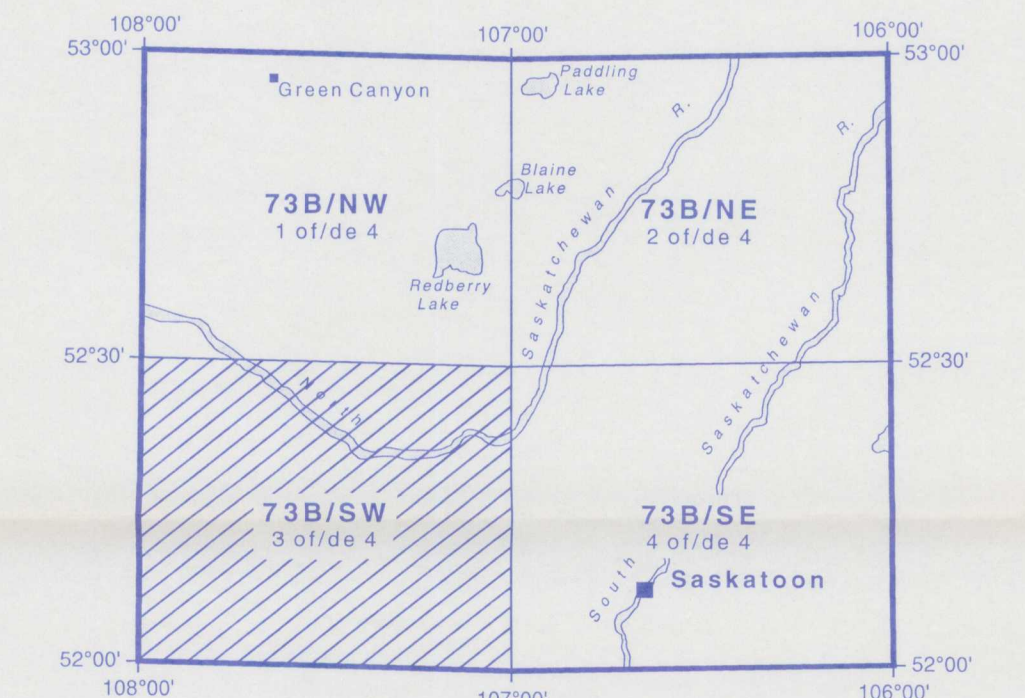 108°00'
107°00'
106°00'
53°00'
53°00'
Green Canyon
Paddling
Lake
R.
R.
Blaine
Lake
73B/NW
1 of/de 4
73B/NE
2 of/de 4
Saskatchewan
Redberry
Lake
Saskatchewan
52°30'
52°30'
North
73B/SW
3 of/de 4
73B/SE
4 of/de 4
South
Saskatoon
52°00'
52°00'
108°00'
107°00'
106°00'